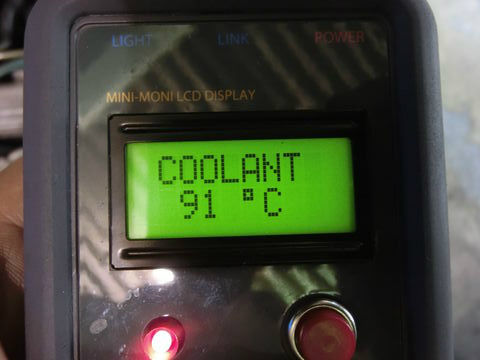 LIGHT LINK POWER
MINI-MONI LCD DISPLAY
COOLANT
91 °C